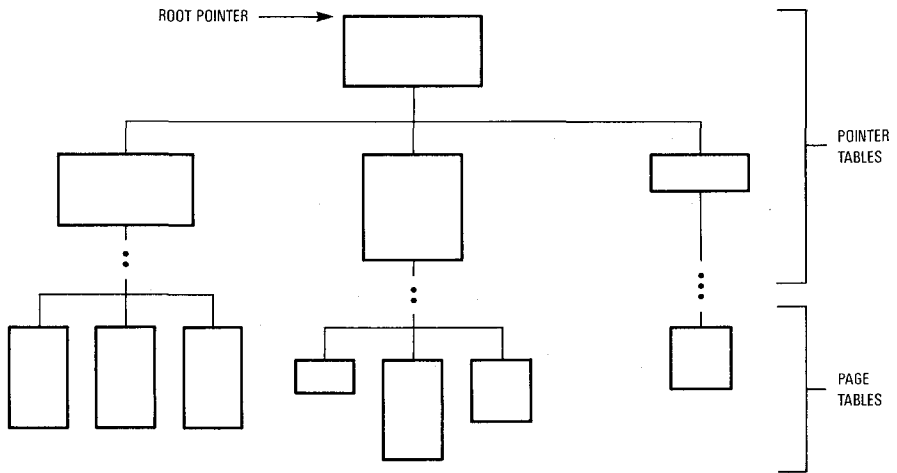 ROOT POINTER
POINTER
TABLES
PAGE
TABLES